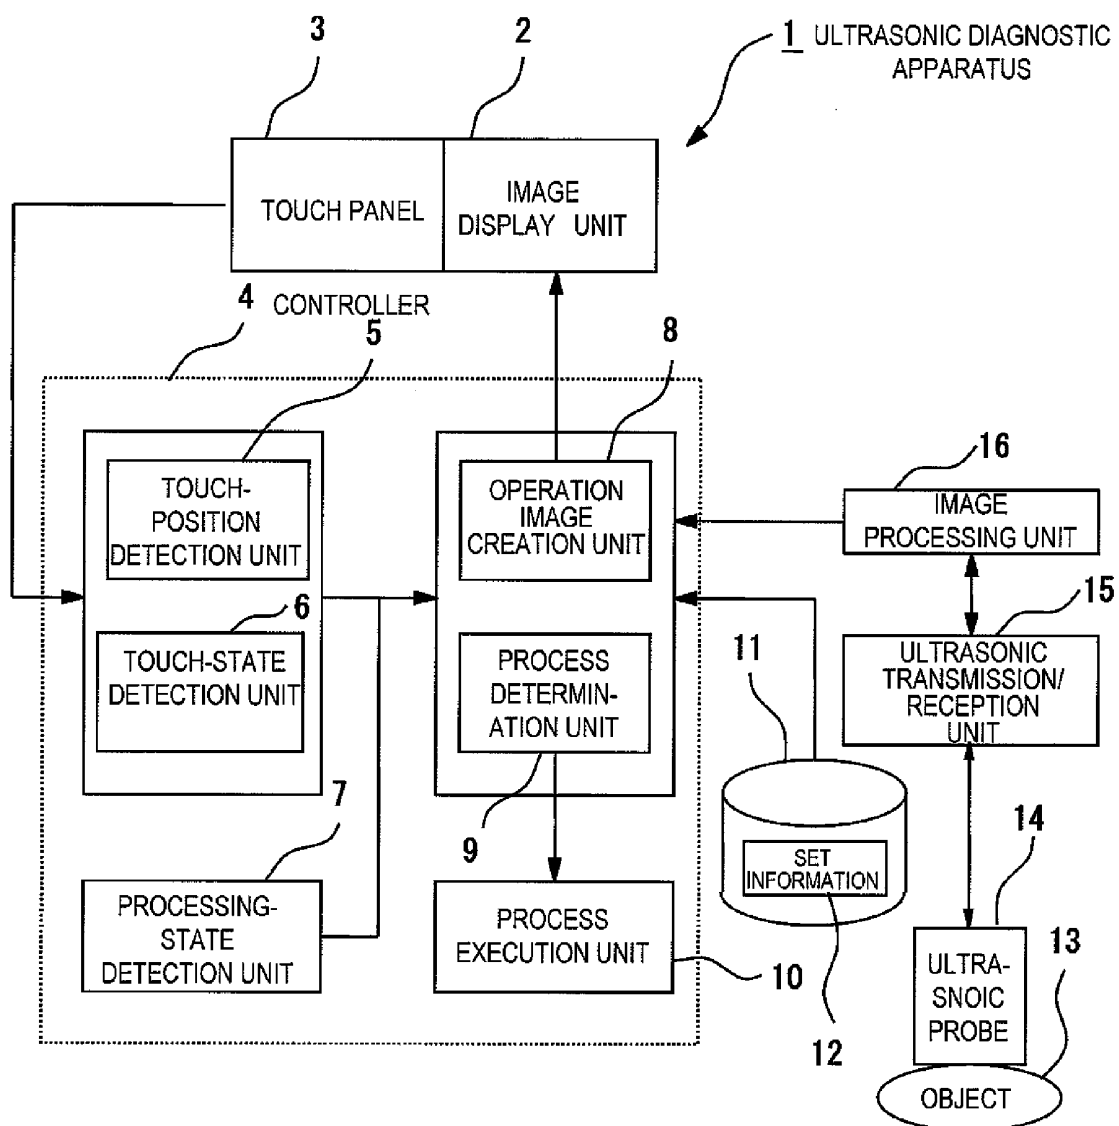 3
2
1 ULTRASONIC DIAGNOSTIC
APPARATUS
TOUCH PANEL
IMAGE
DISPLAY UNIT
4
CONTROLLER
5
8
TOUCH-
POSITION
DETECTION UNIT
OPERATION
IMAGE
CREATION UNIT
16
IMAGE
PROCESSING UNIT
6
TOUCH-STATE
DETECTION UNIT
PROCESS
DETERMIN-
ATION UNIT
11
15
ULTRASONIC
TRANSMISSION/
RECEPTION
UNIT
7
9
SET
INFORMATION
14
PROCESSING-
STATE
DETECTION UNIT
PROCESS
EXECUTION UNIT
10
12
ULTRA-
SNOIC
PROBE
13
OBJECT